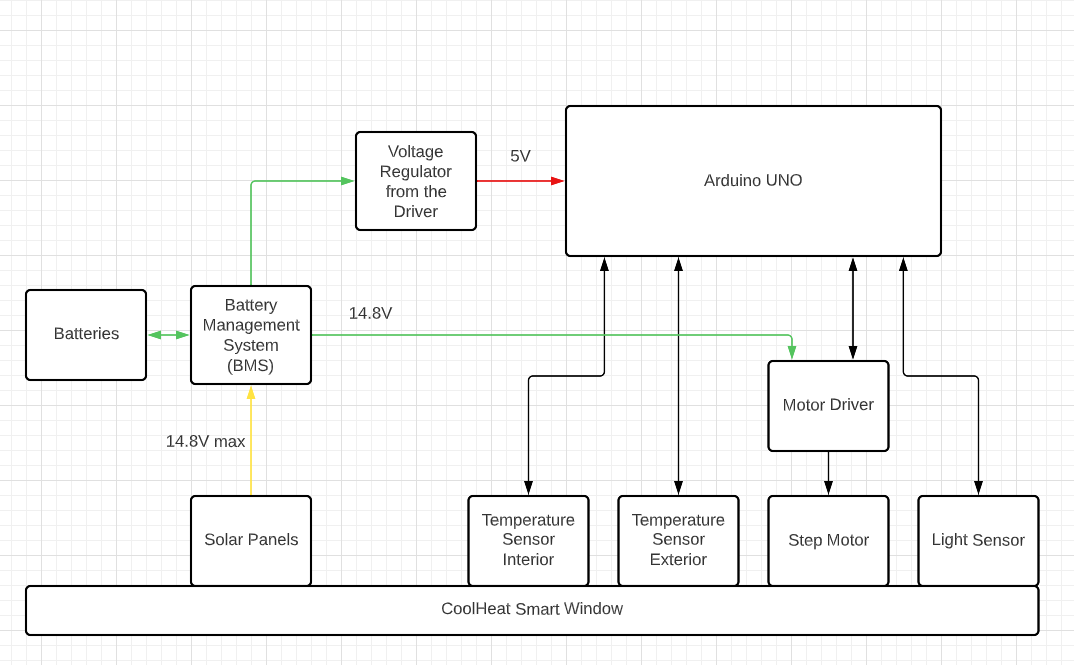 Voltage
Regulator
from the
Driver
5V
Arduino UNO
Batteries
Battery
Management
System
(BMS)
14.8V
Motor Driver
14.8V max
Solar Panels
Temperature
Sensor
Interior
Temperature
Sensor
Exterior
Step Motor
Light Sensor
CoolHeat Smart Window